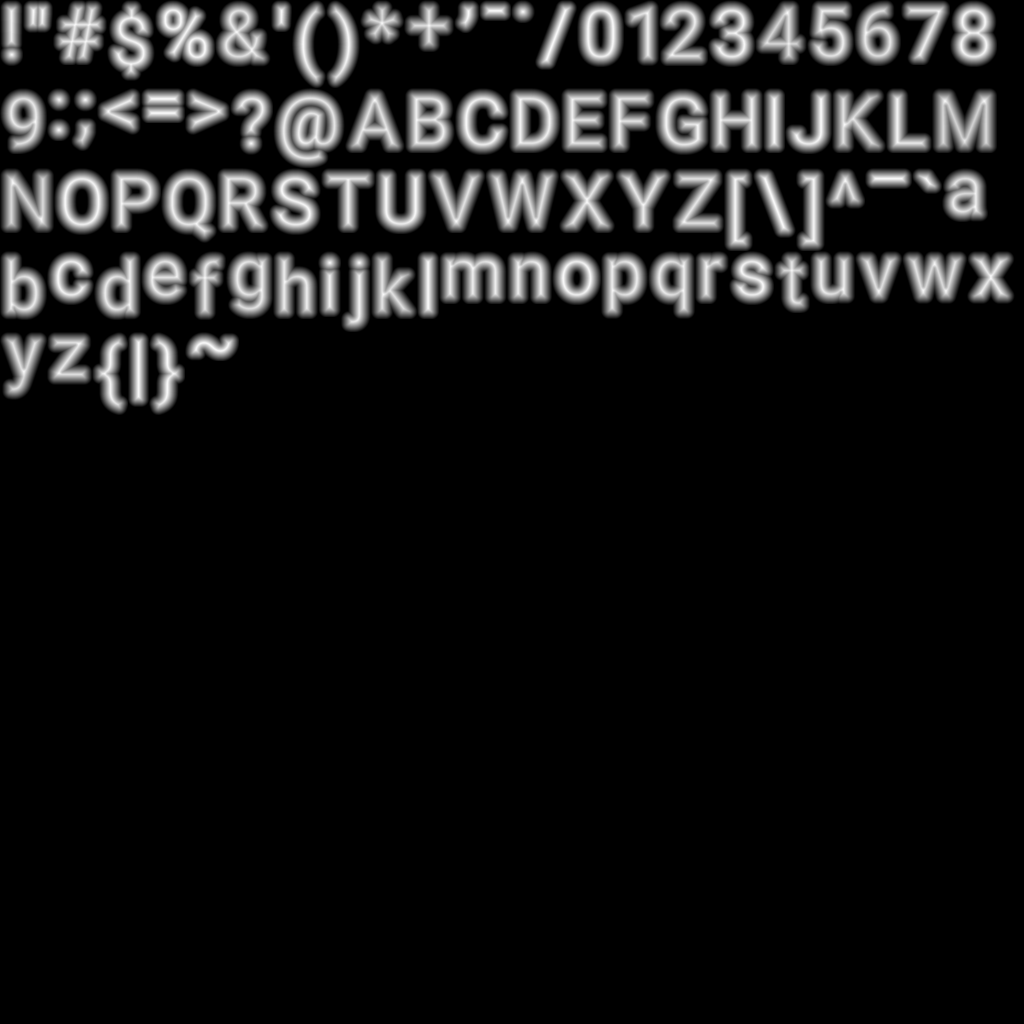 !"#$%&'()*+,-./012345678
9:;<=>?@ABCDEFGHIJKLM
NOPQRSTUVWXYZ[\]^_`a
bcdefghijklmnopqrstuvwx
yz{|}~